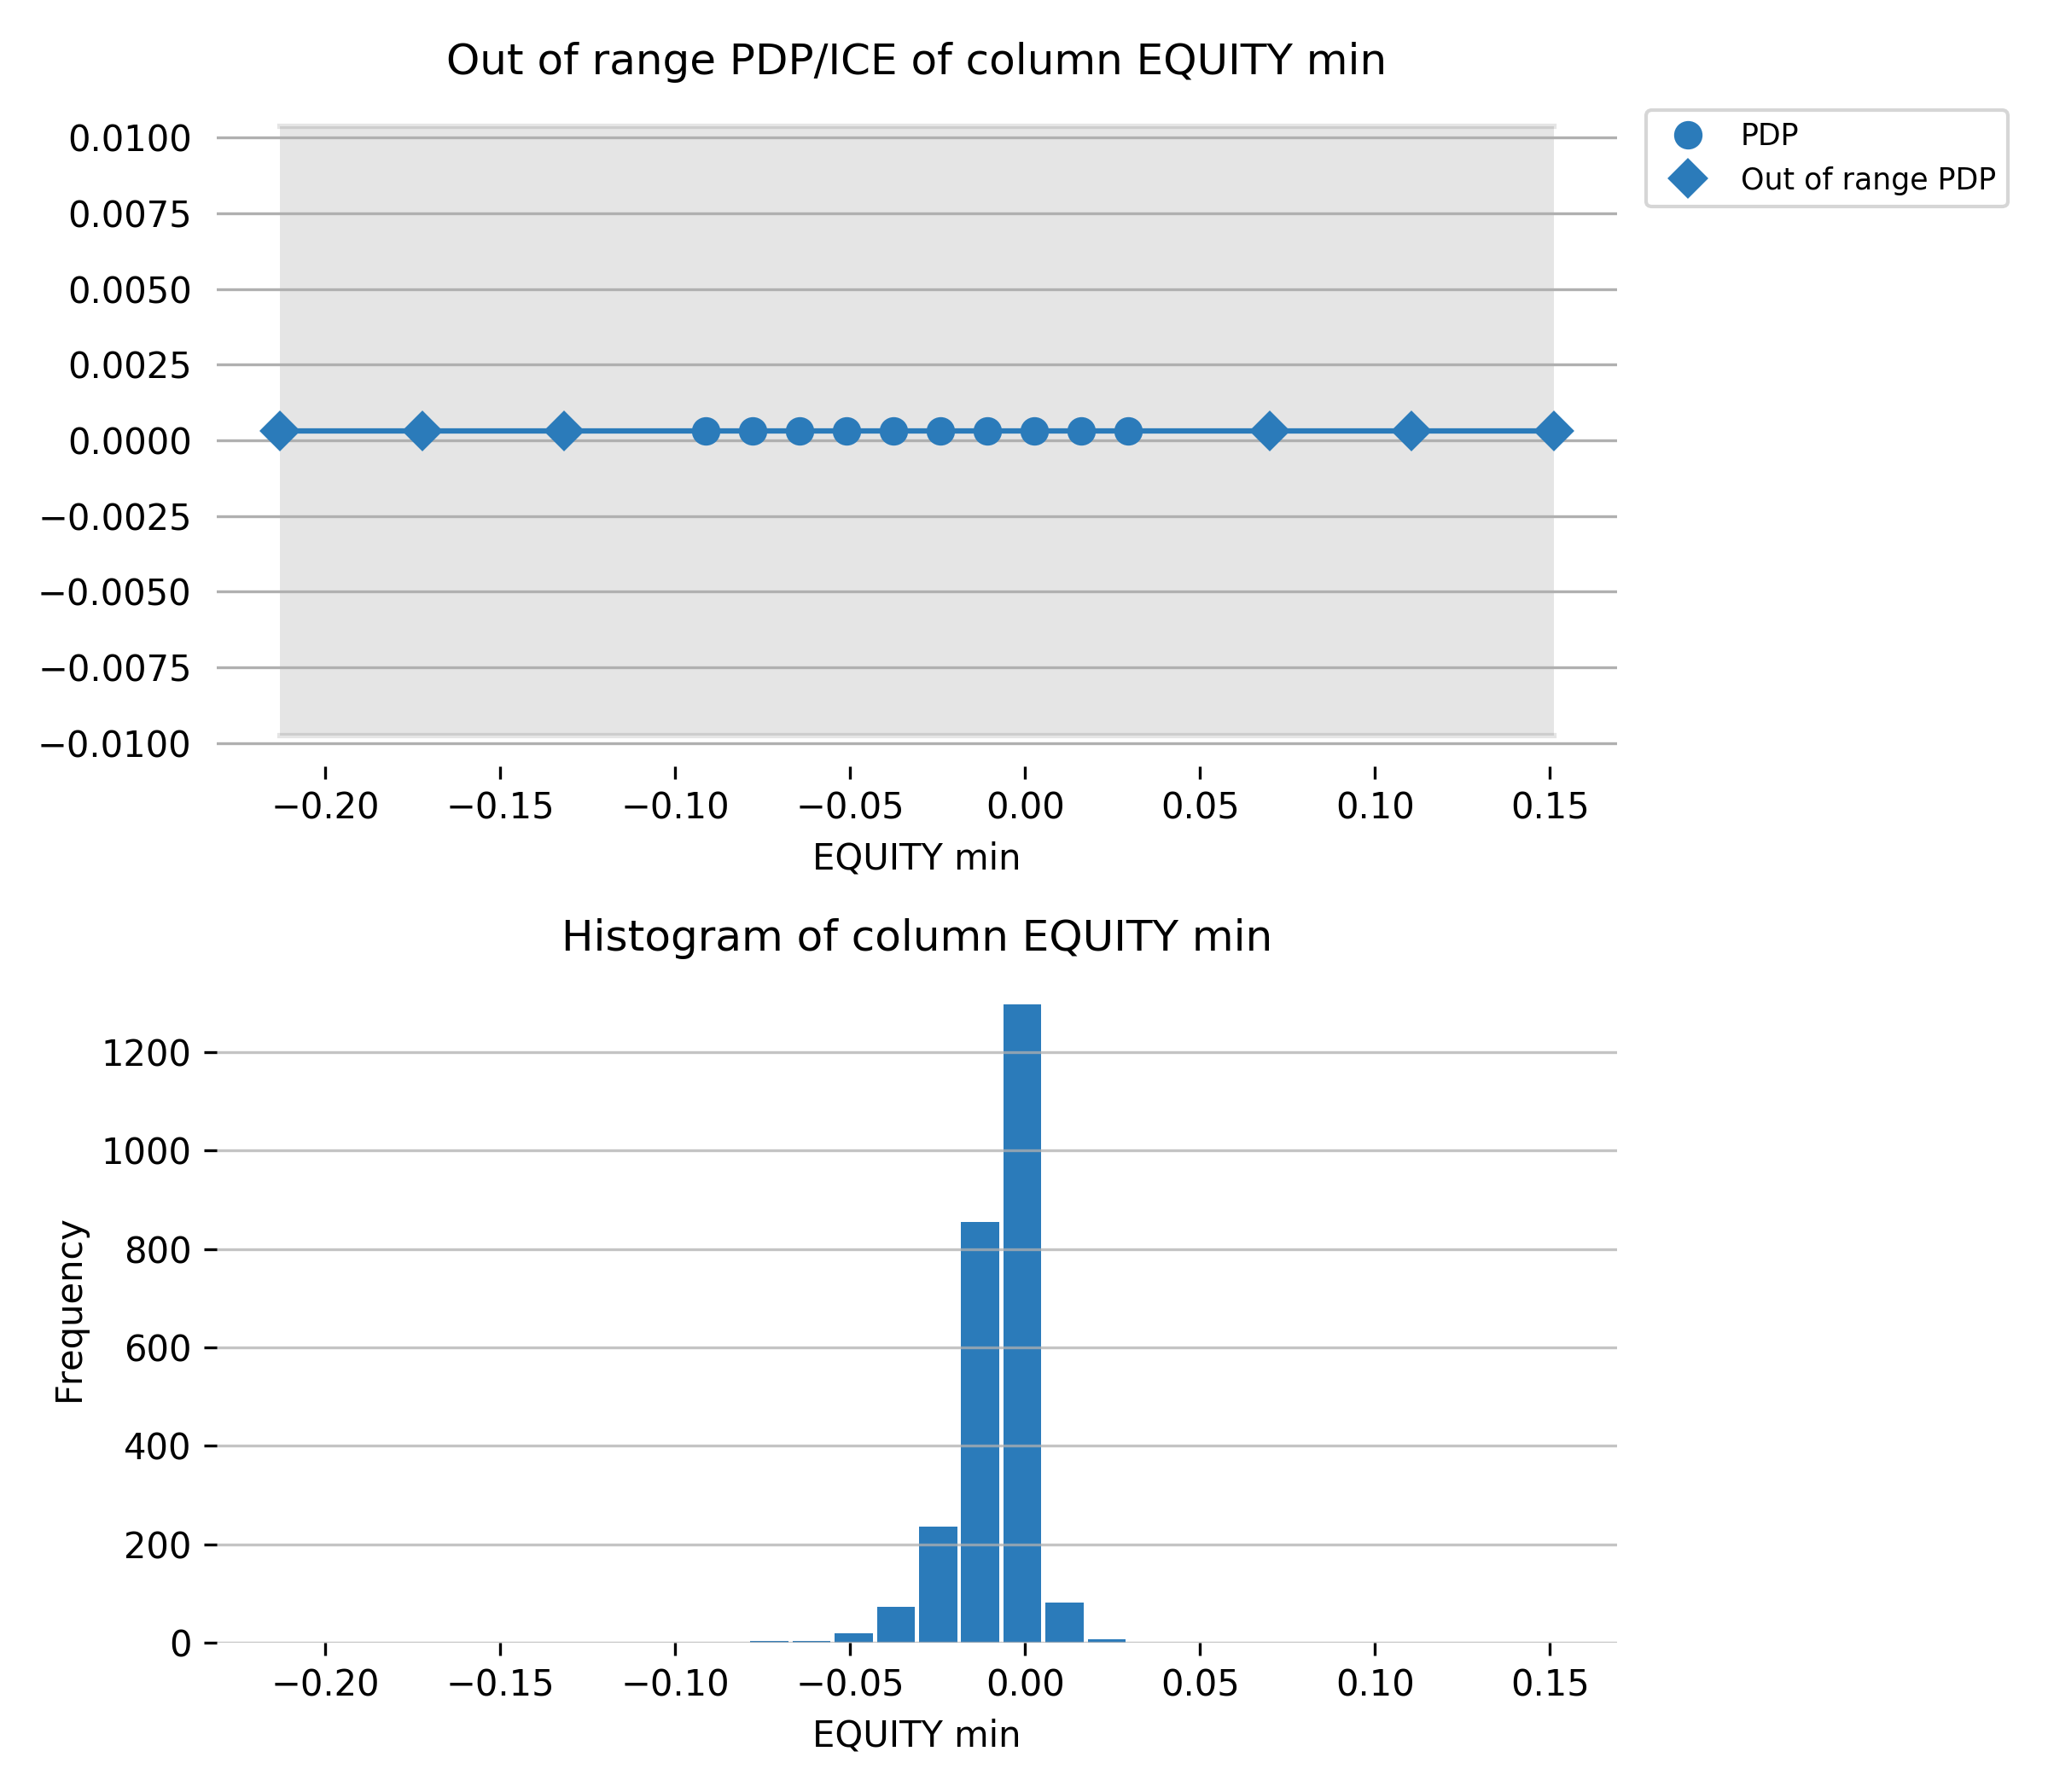 Out of range PDP/ICE of column EQUITY min
PDP
Out of range PDP
0.0100
0.0075
0.0050
0.0025
0.0000
−0.0025
−0.0050
−0.0075
−0.0100
−0.20 −0.15 −0.10 −0.05 0.00 0.05 0.10 0.15
EQUITY min
Histogram of column EQUITY min
Frequency
1200
1000
800
600
400
200
0
−0.20 −0.15 −0.10 −0.05 0.00 0.05 0.10 0.15
EQUITY min